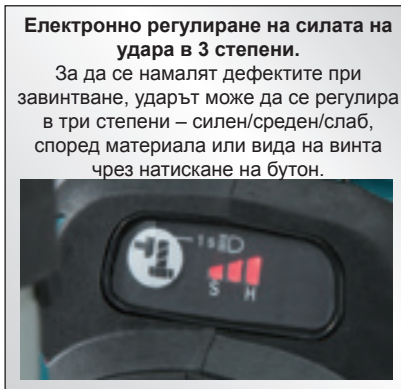 Електронно регулиране на силата на
удара в 3 степени.
За да се намалят дефектите при
завинтване, ударът може да се регулира
в три степени – силен/среден/слаб,
според материала или вида на винта
чрез натискане на бутон.
1s
S H